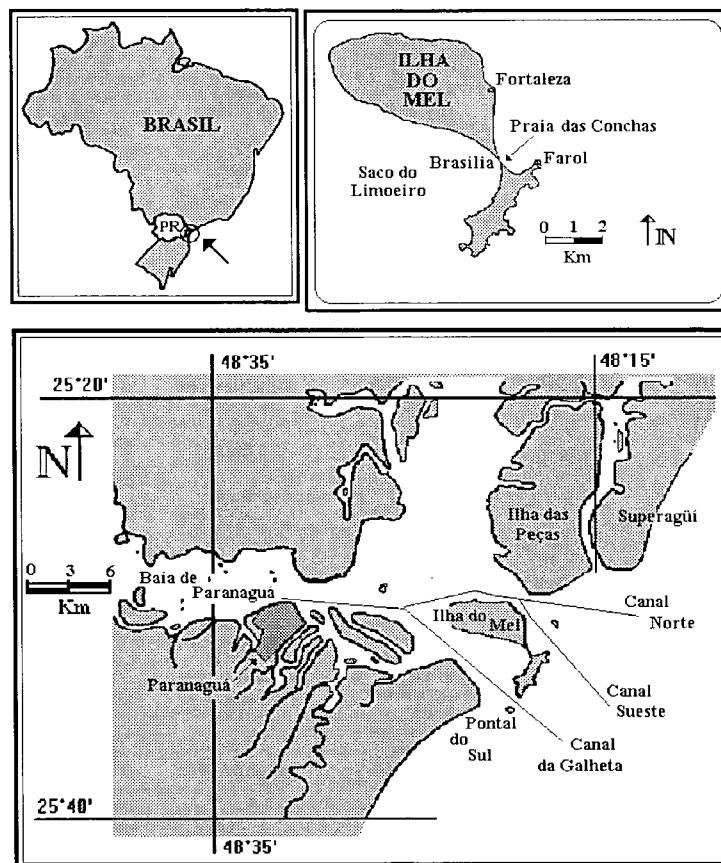 BRASIL
PR
ILHA
DO
MEL
Fortaleza
Praia das Conchas
Brasília
Farol
Saco do
Limoeiro
0 1 2
Km
N
48°35'
48°15'
25°20'
N
Ilha das
Peças
Superagüi
0 3 6
Km
Baia de
Paranaguá
Ilha do
Mel
Canal
Norte
Paranaguá
Canal
Sueste
Pontal
do
Sul
Canal
da Galheta
25°40'
48°35'